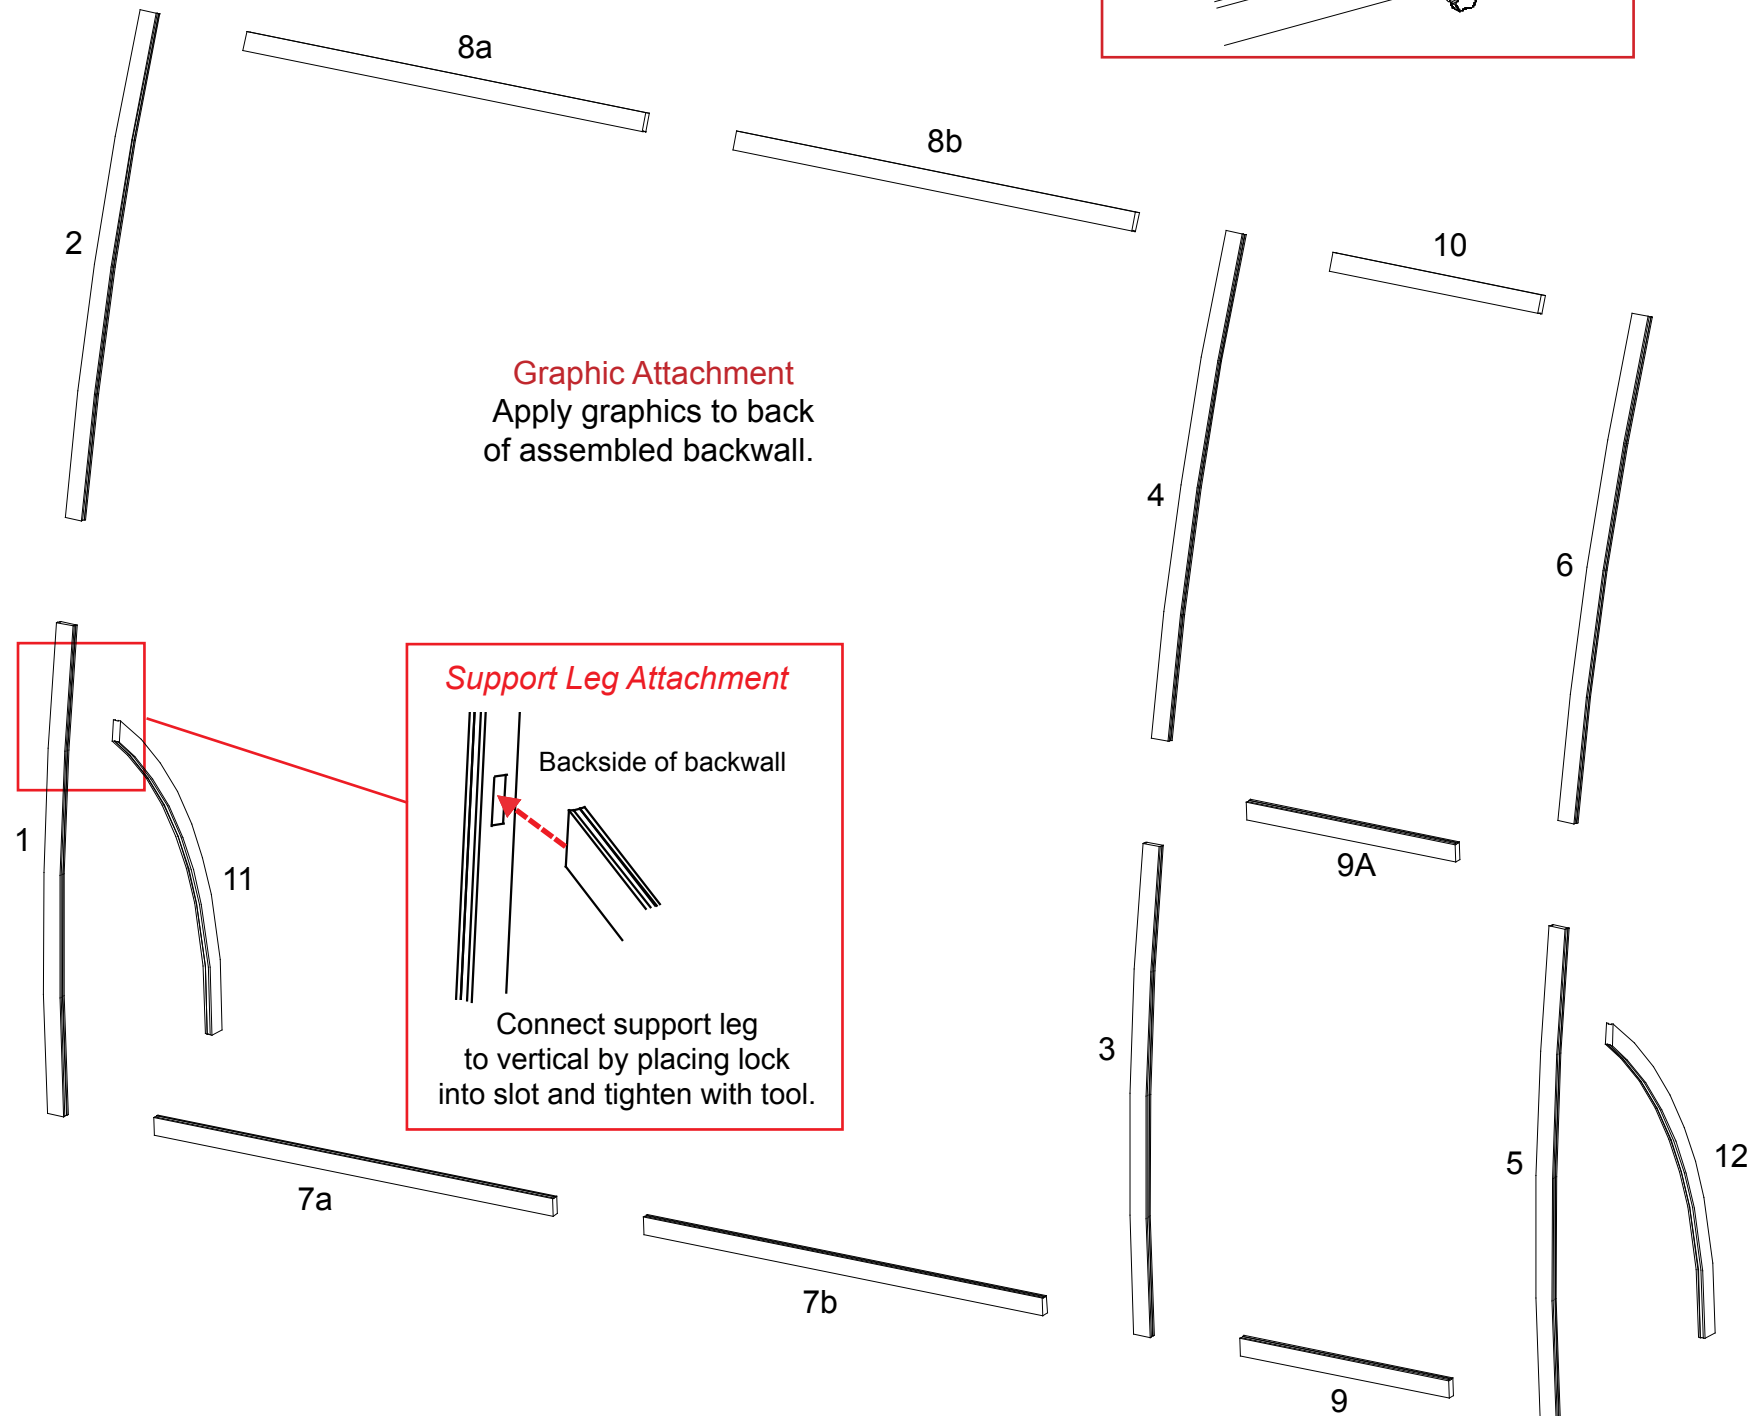 8a
8b
2
10
Graphic Attachment
Apply graphics to back
of assembled backwall.
4
6
Support Leg Attachment
Backside of backwall
1
9A
11
Connect support leg
to vertical by placing lock
into slot and tighten with tool.
3
5
12
7a
7b
9